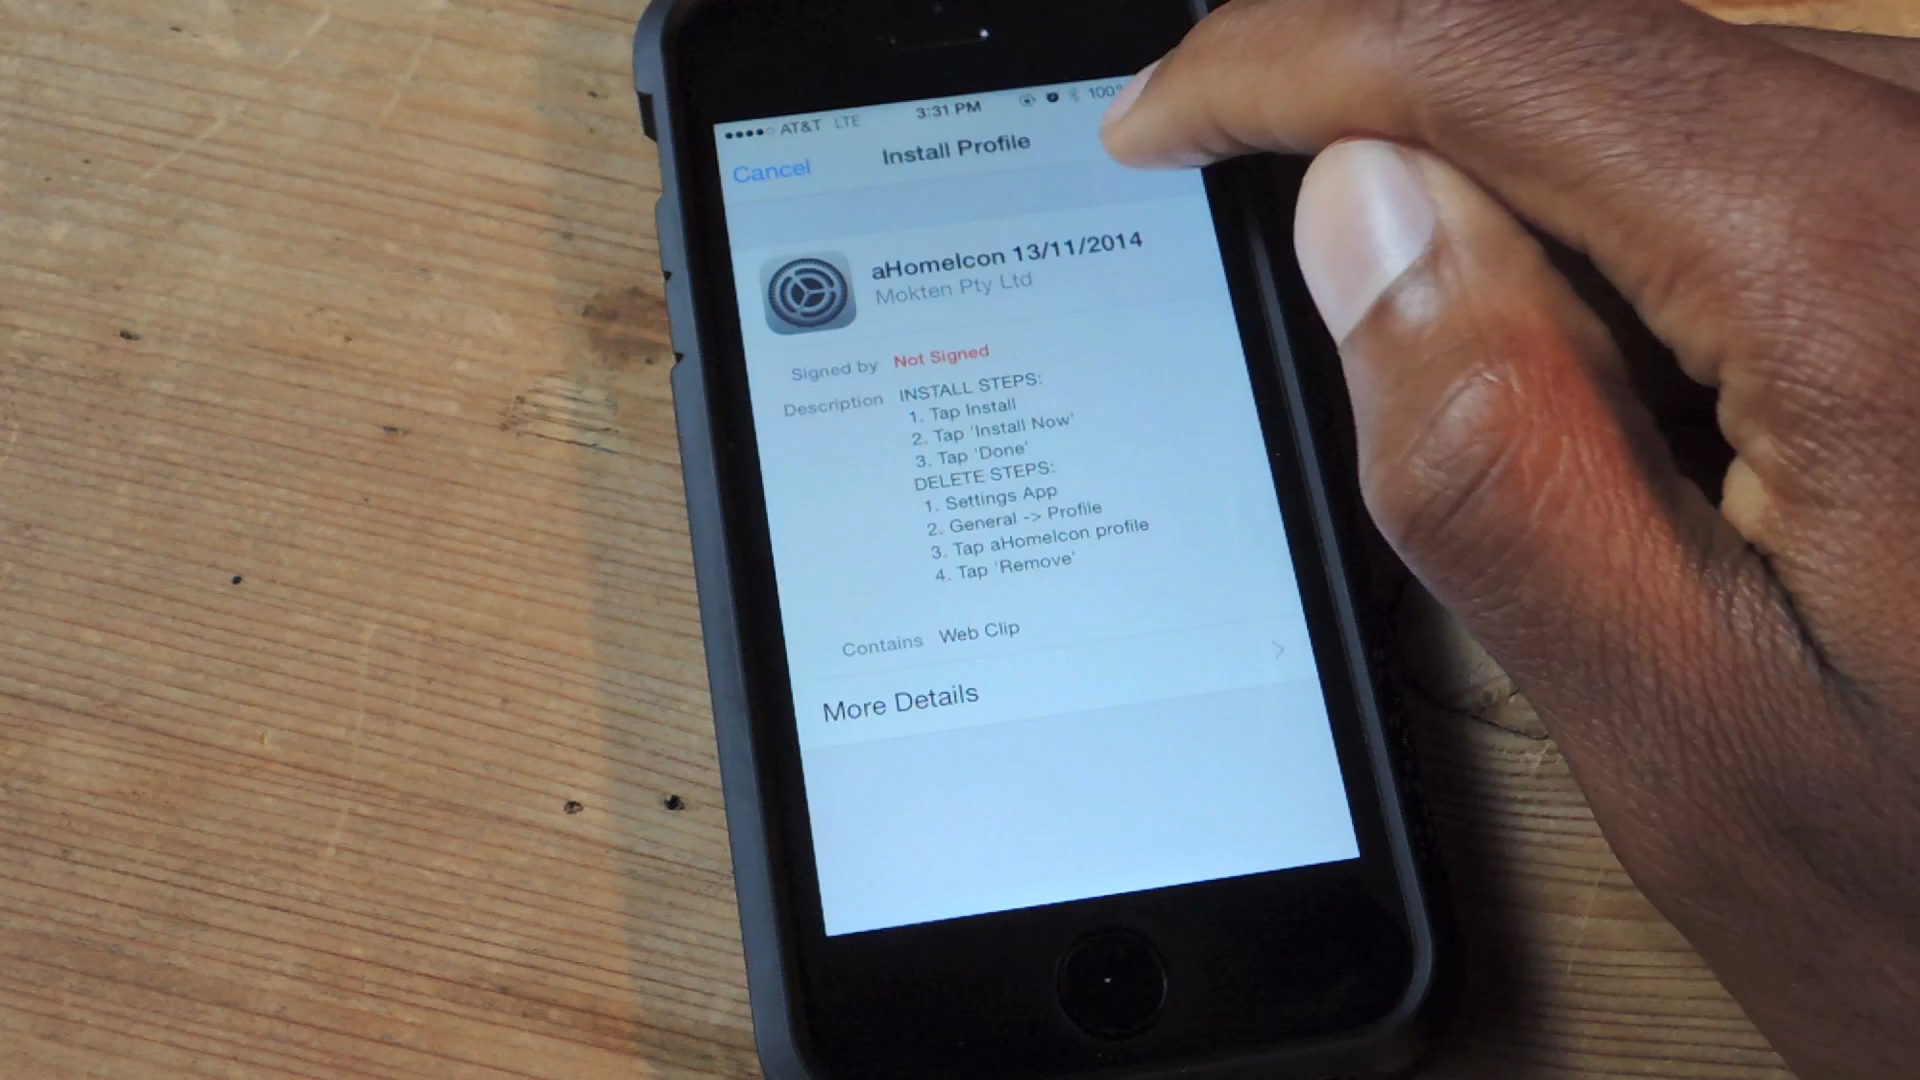 AT&T LTE 3:31 PM 100%
Cancel Install Profile
aHomeIcon 13/11/2014
Mokten Pty Ltd
Signed by Not Signed
Description INSTALL STEPS:
1. Tap Install
2. Tap 'Install Now'
3. Tap 'Done'
DELETE STEPS:
1. Settings App
2. General -> Profile
3. Tap aHomeIcon profile
4. Tap 'Remove'
Contains Web Clip
More Details